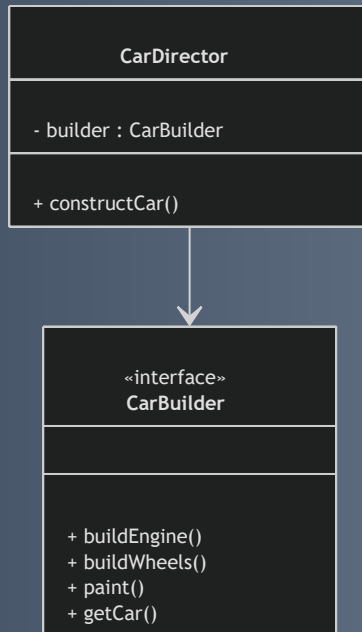 CarDirector
- builder : CarBuilder
+ constructCar()
«interface»
CarBuilder
+ buildEngine()
+ buildWheels()
+ paint()
+ getCar()